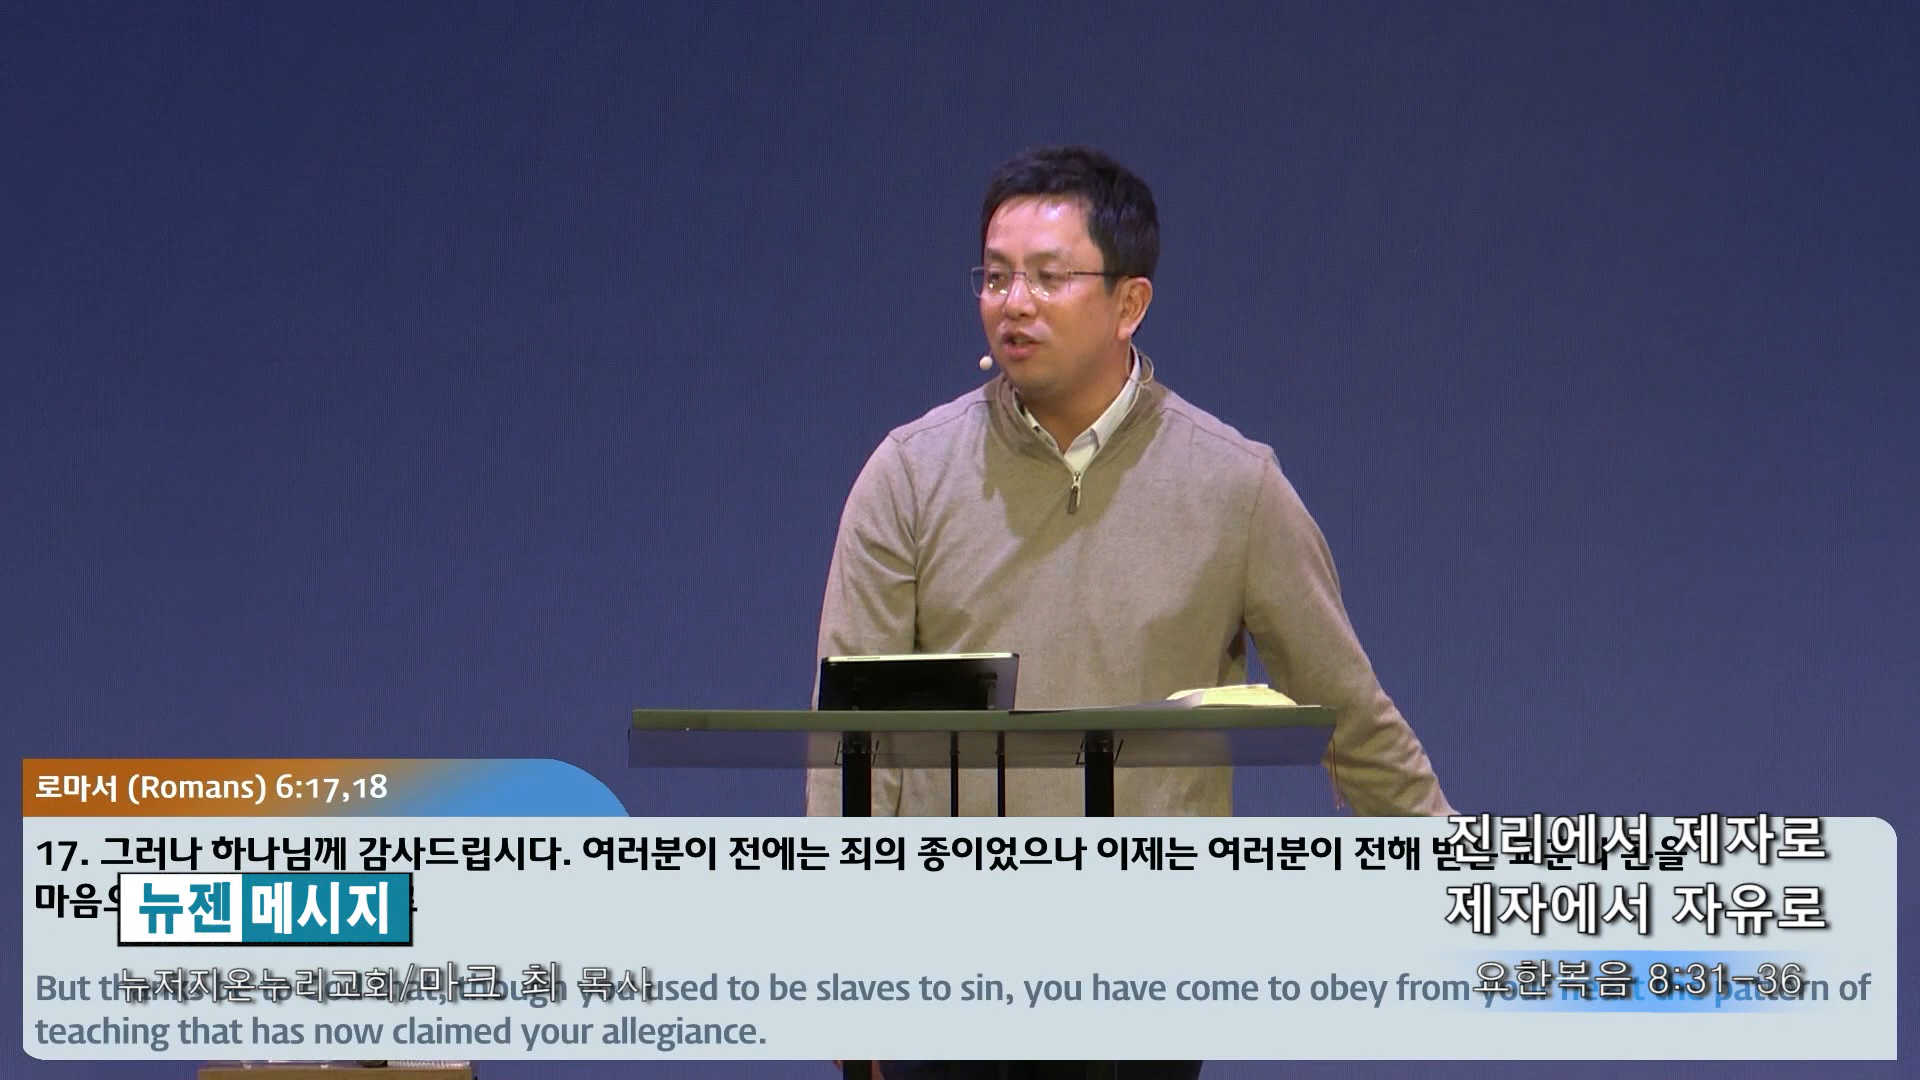 로마서 (Romans) 6:17,18
17. 그러나 하나님께 감사드립시다. 여러분이 전에는 죄의 종이었으나 이제는 여러분이 전해
마음
뉴젠 메시지
뉴저지온누리교회/마크 최 목사
진리에서 제자로
제자에서 자유로
요한복음 8:31-36
But though you used to be slaves to sin, you have come to obey from pattern of
teaching that has now claimed your allegiance.